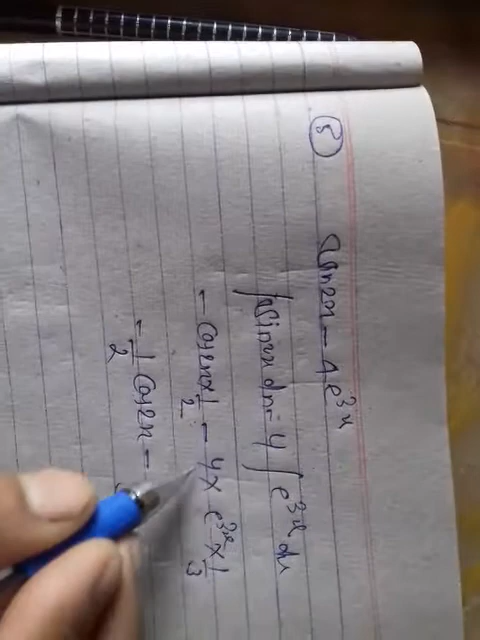 5
Sin2x - 4e^3x
∫Sin2x dx - 4∫e^3x dx
- Cos2x × 1/2 - 4 × e^3x × 1/3
- 1/2 Cos2x -